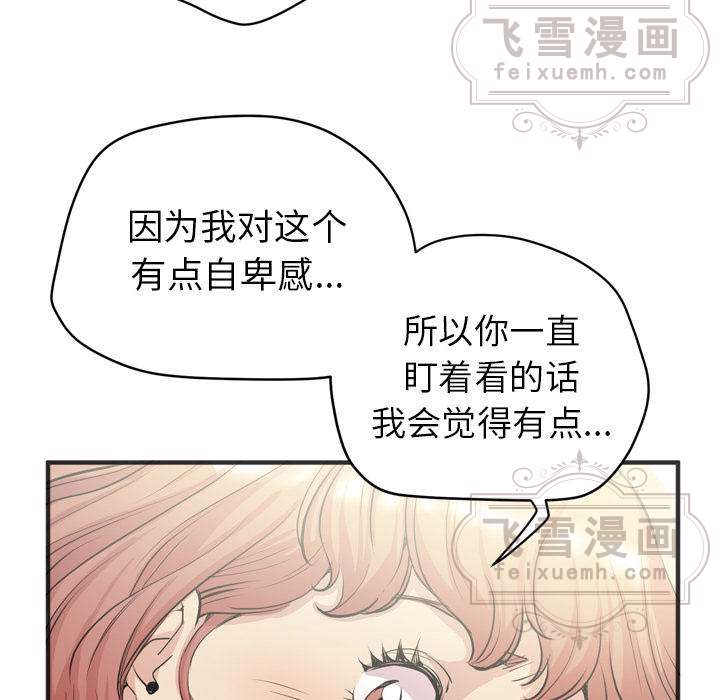 飞雪漫画
feixuemh.com
因为我对这个
有点自卑感...
所以你一直
盯着看的话
我会觉得有点...
飞雪漫画
feixuemh.com